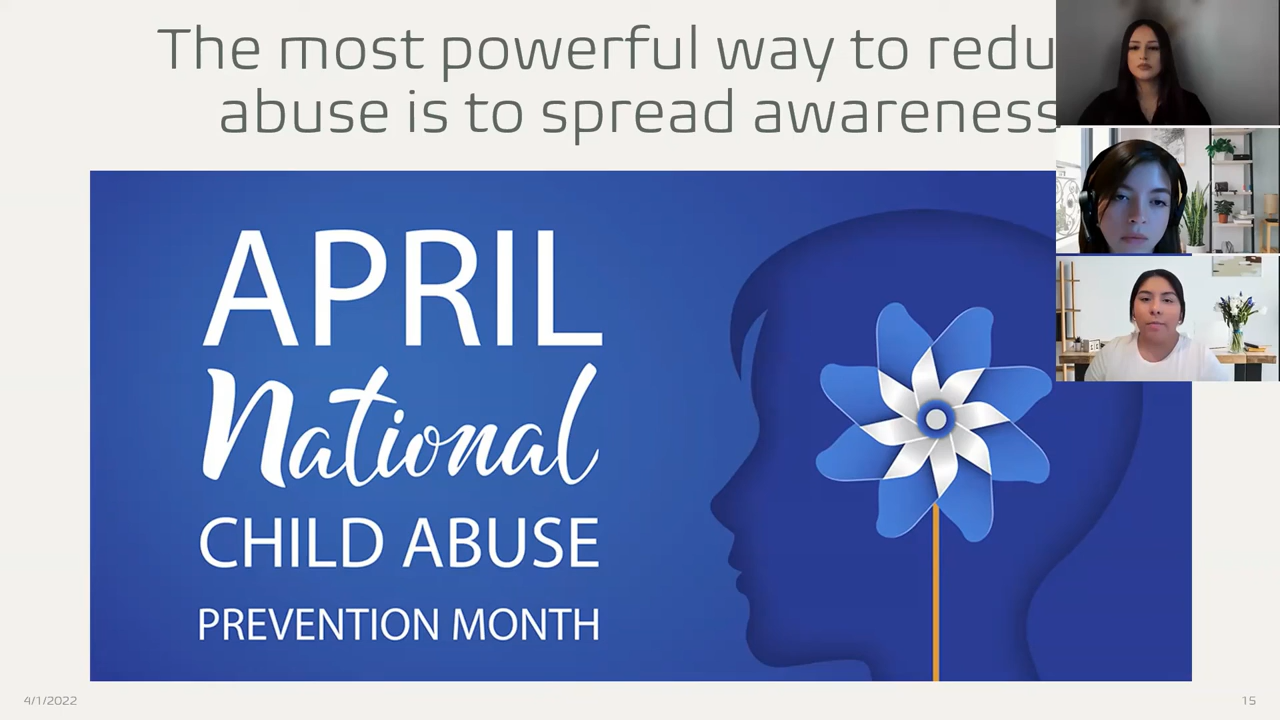 The most powerful way to redu
abuse is to spread awareness
APRIL
National
CHILD ABUSE
PREVENTION MONTH
4/1/2022
15